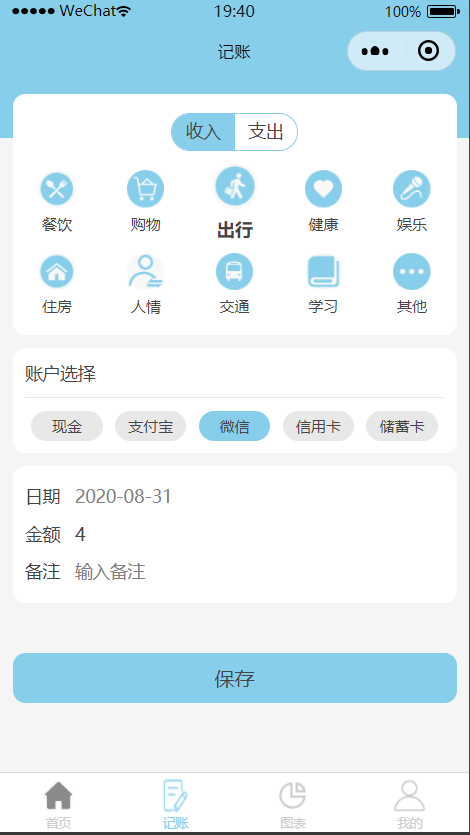 WeChat 19:40 100%
记账
收入 支出
餐饮 购物 出行 健康 娱乐
住房 人情 交通 学习 其他
账户选择
现金 支付宝 微信 信用卡 储蓄卡
日期 2020-08-31
金额 4
备注 输入备注
保存
首页 记账 图表 我的